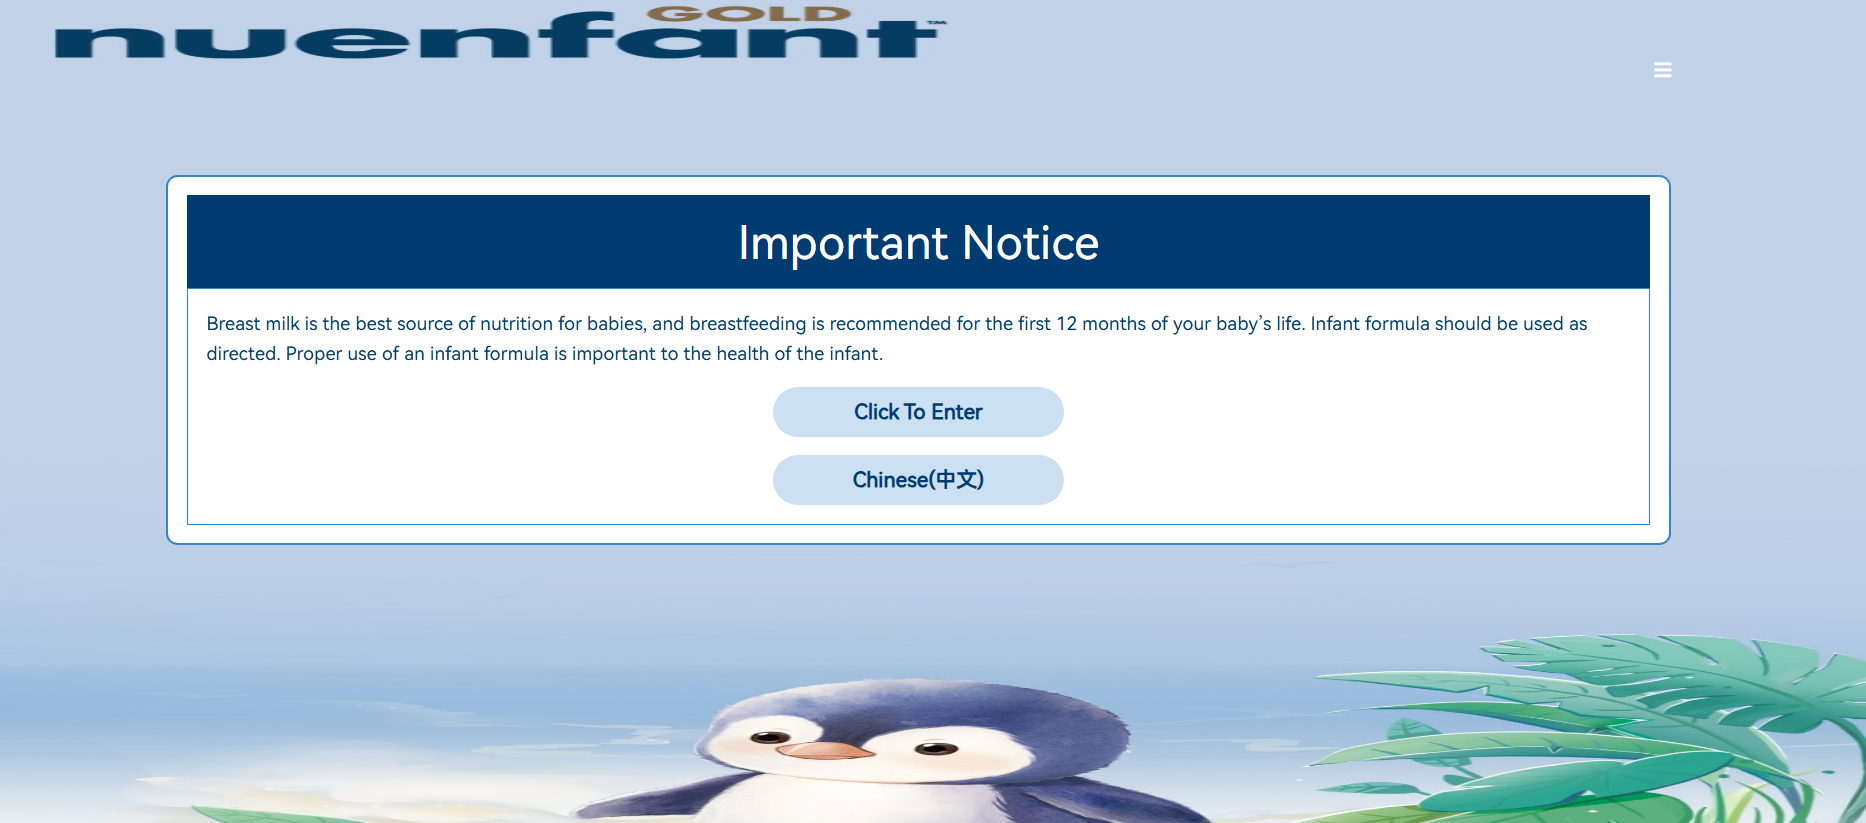 GOLD
nuenfant™
Important Notice
Breast milk is the best source of nutrition for babies, and breastfeeding is recommended for the first 12 months of your baby’s life. Infant formula should be used as
directed. Proper use of an infant formula is important to the health of the infant.
Click To Enter
Chinese(中文)